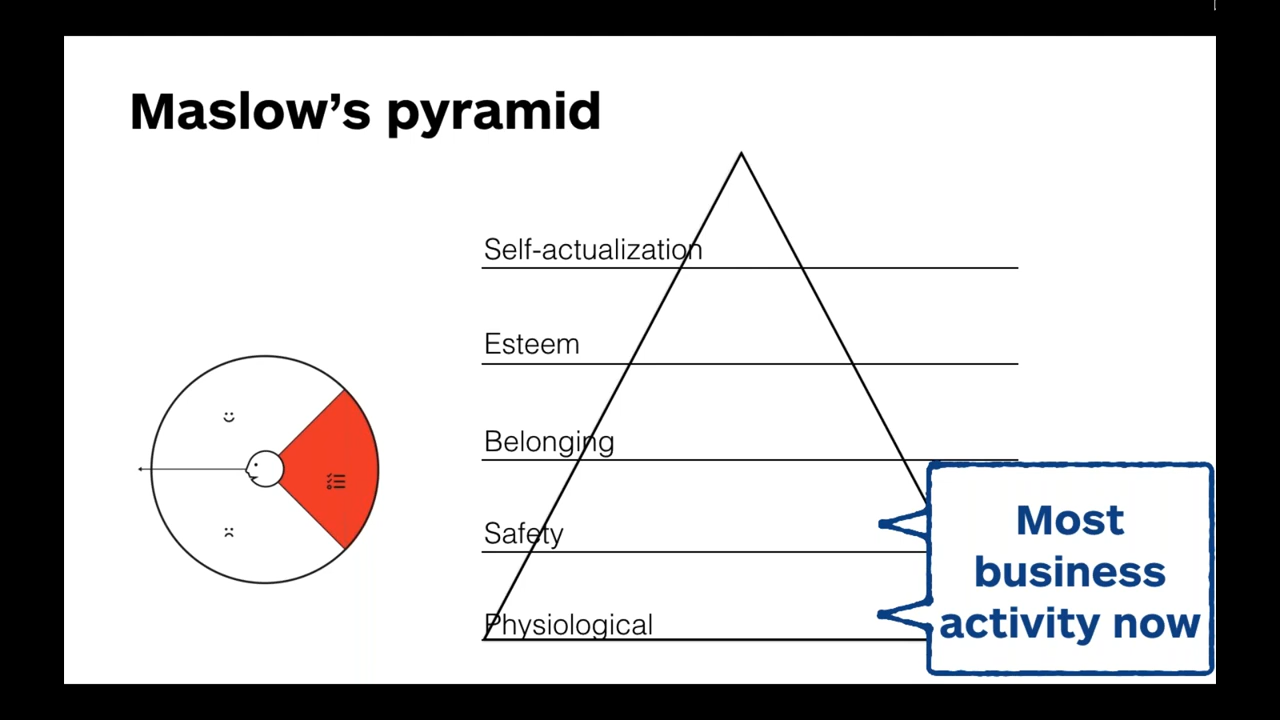 Maslow’s pyramid
Self-actualization
Esteem
Belonging
Safety
Physiological
Most
business
activity now